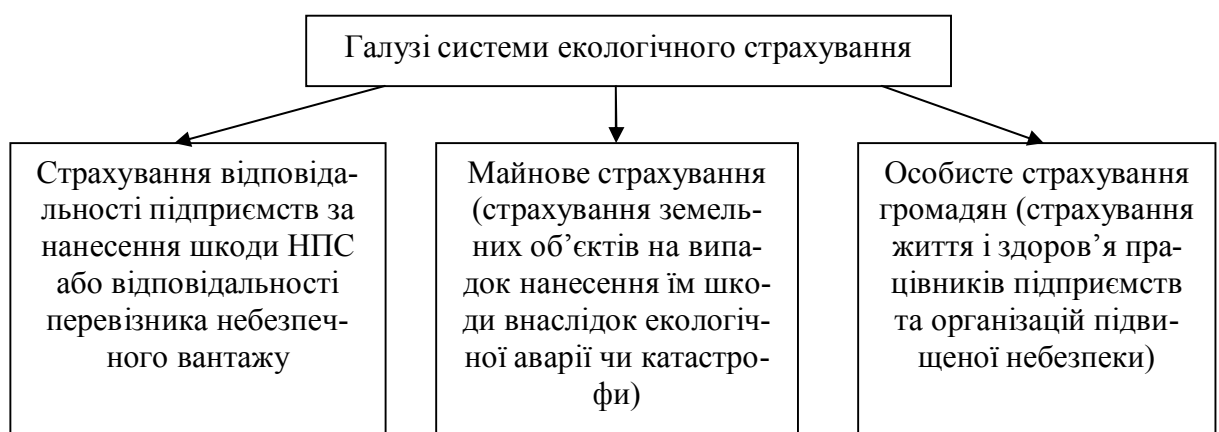 Галузі системи екологічного страхування
Страхування відповіда-
льності підприємств за
нанесення шкоди НПС
або відповідальності
перевізника небезпеч-
ного вантажу
Майнове страхування
(страхування земель-
них об’єктів на випа-
док нанесення їм шко-
ди внаслідок екологіч-
ної аварії чи катастро-
фи)
Особисте страхування
громадян (страхування
життя і здоров’я пра-
цівників підприємств
та організацій підви-
щеної небезпеки)